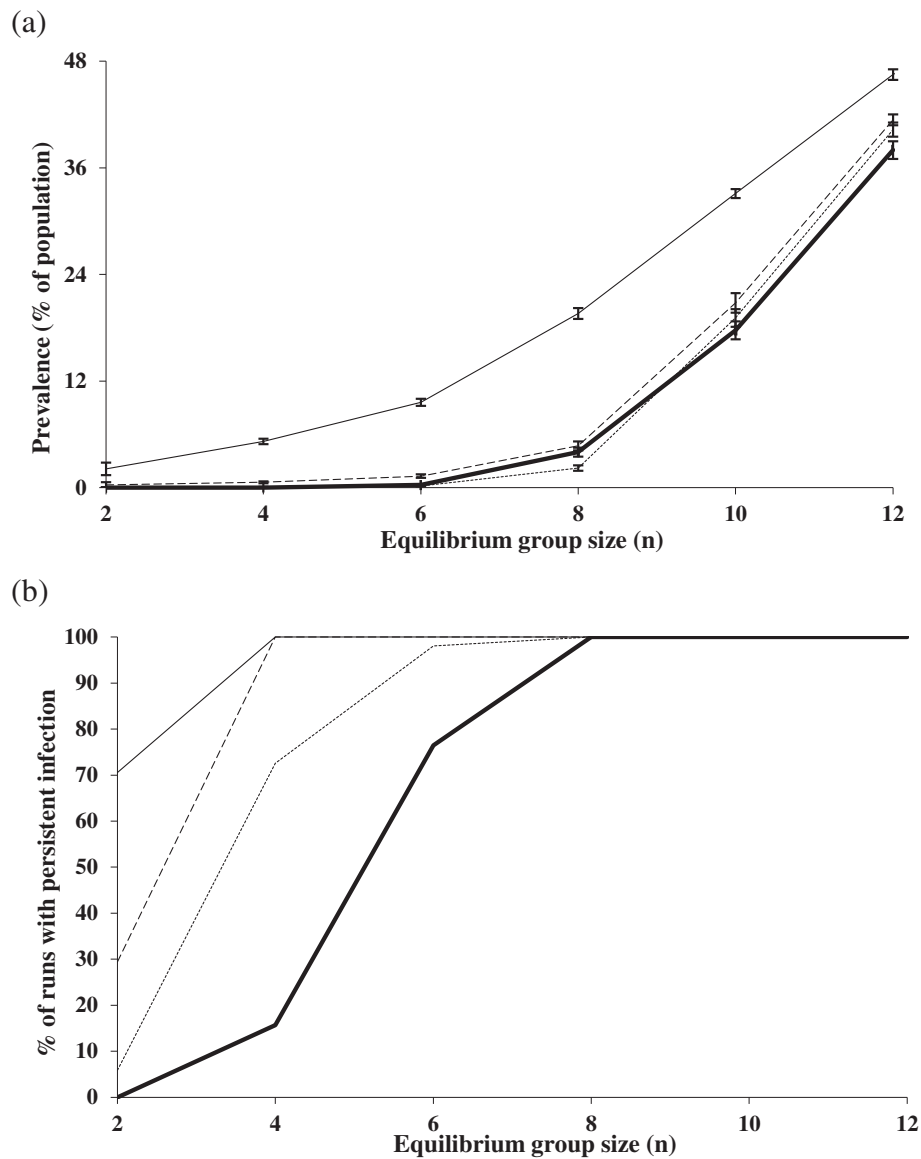 (a)
48
36
24
12
0
Prevalence (% of population)
2 4 6 8 10 12
Equilibrium group size (n)
(b)
100
90
80
70
60
50
40
30
20
10
0
% of runs with persistent infection
2 4 6 8 10 12
Equilibrium group size (n)